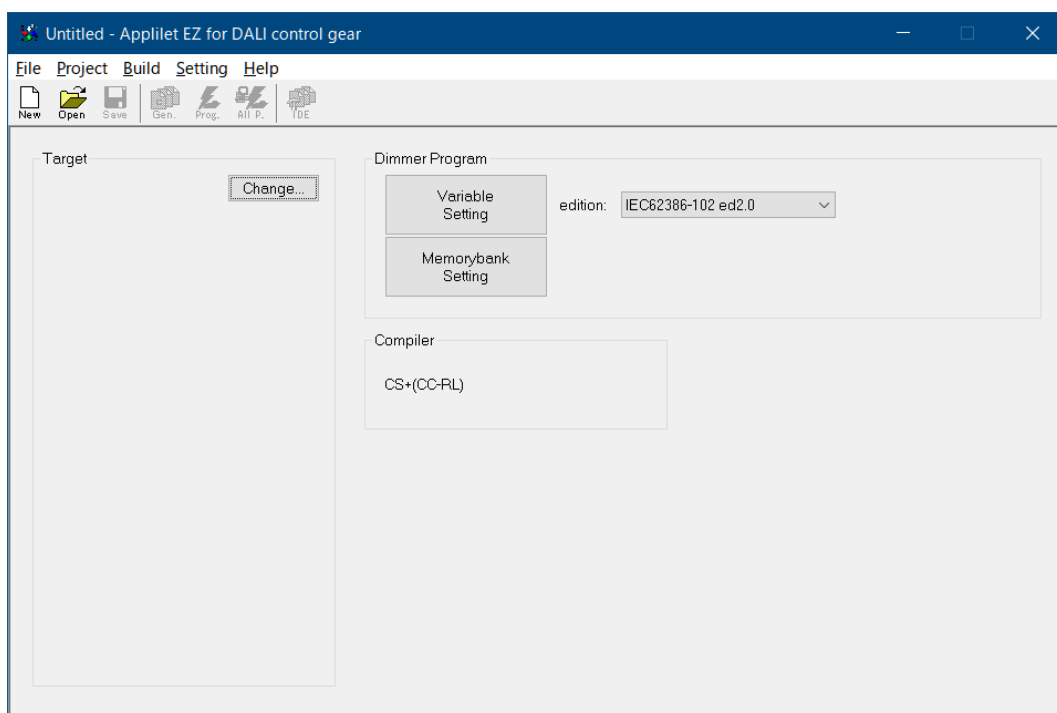 Untitled - Applilet EZ for DALI control gear
File Project Build Setting Help
New Open Save Gen. Prog. All P. IDE
Target
Change...
Dimmer Program
Variable
Setting
edition: IEC62386-102 ed2.0
Memorybank
Setting
Compiler
CS+(CC-RL)